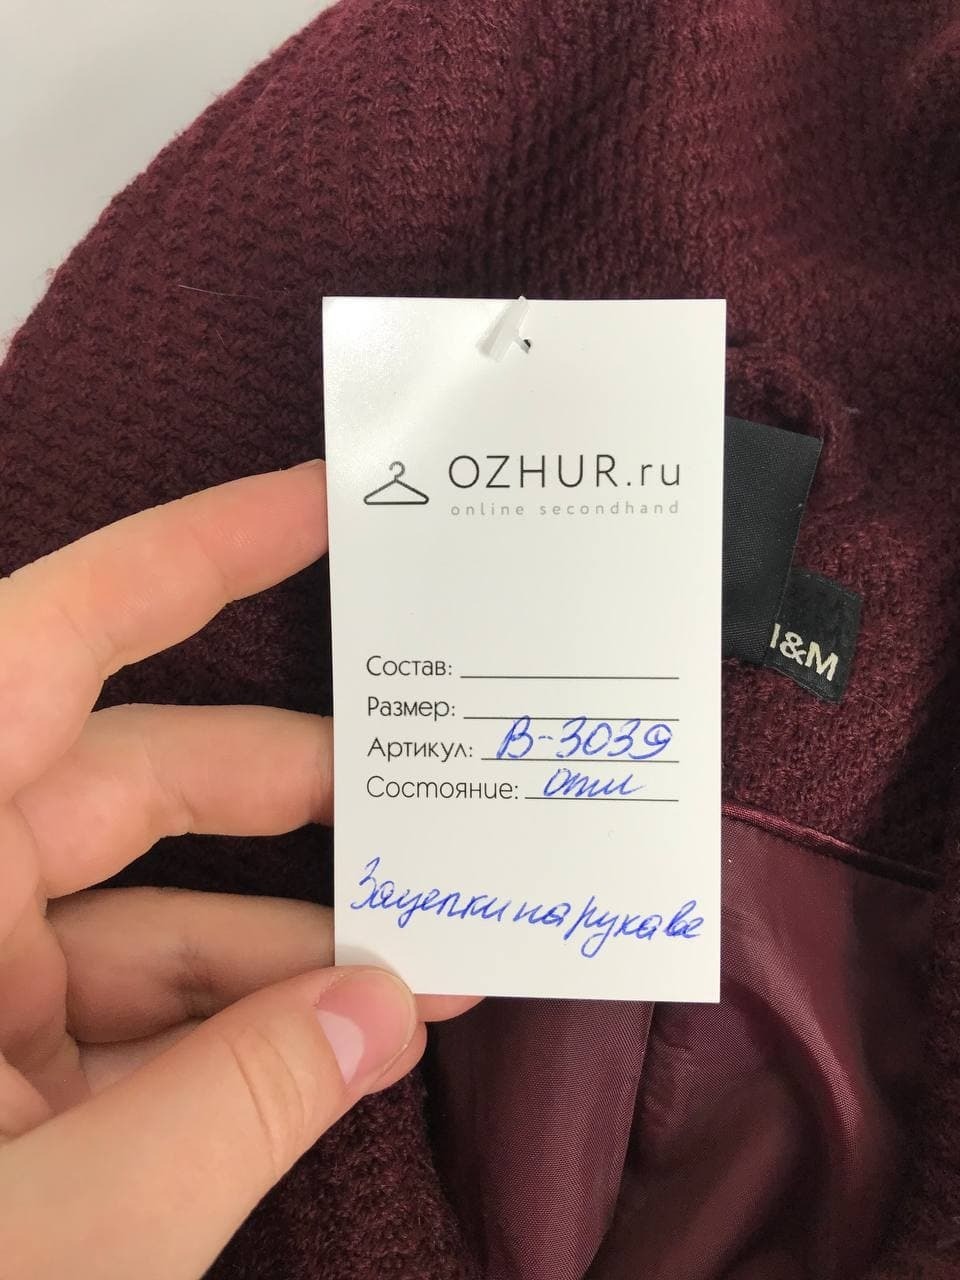 OZHUR.ru
online secondhand
Состав:
Размер:
Артикул: В-3039
Состояние: отл
Зацепки на рукаве
&M